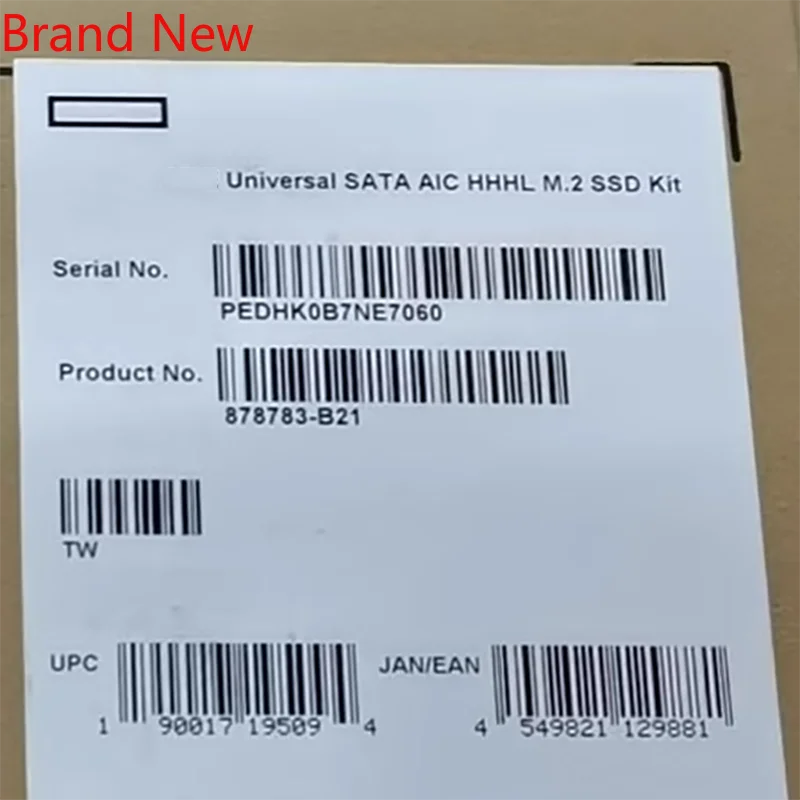 Brand New
Universal SATA AIC HHHL M.2 SSD Kit
Serial No.
PEDHK0B7NE7060
Product No.
878783-B21
TW
UPC
1 90017 19509 4
JAN/EAN
4 549821 129881